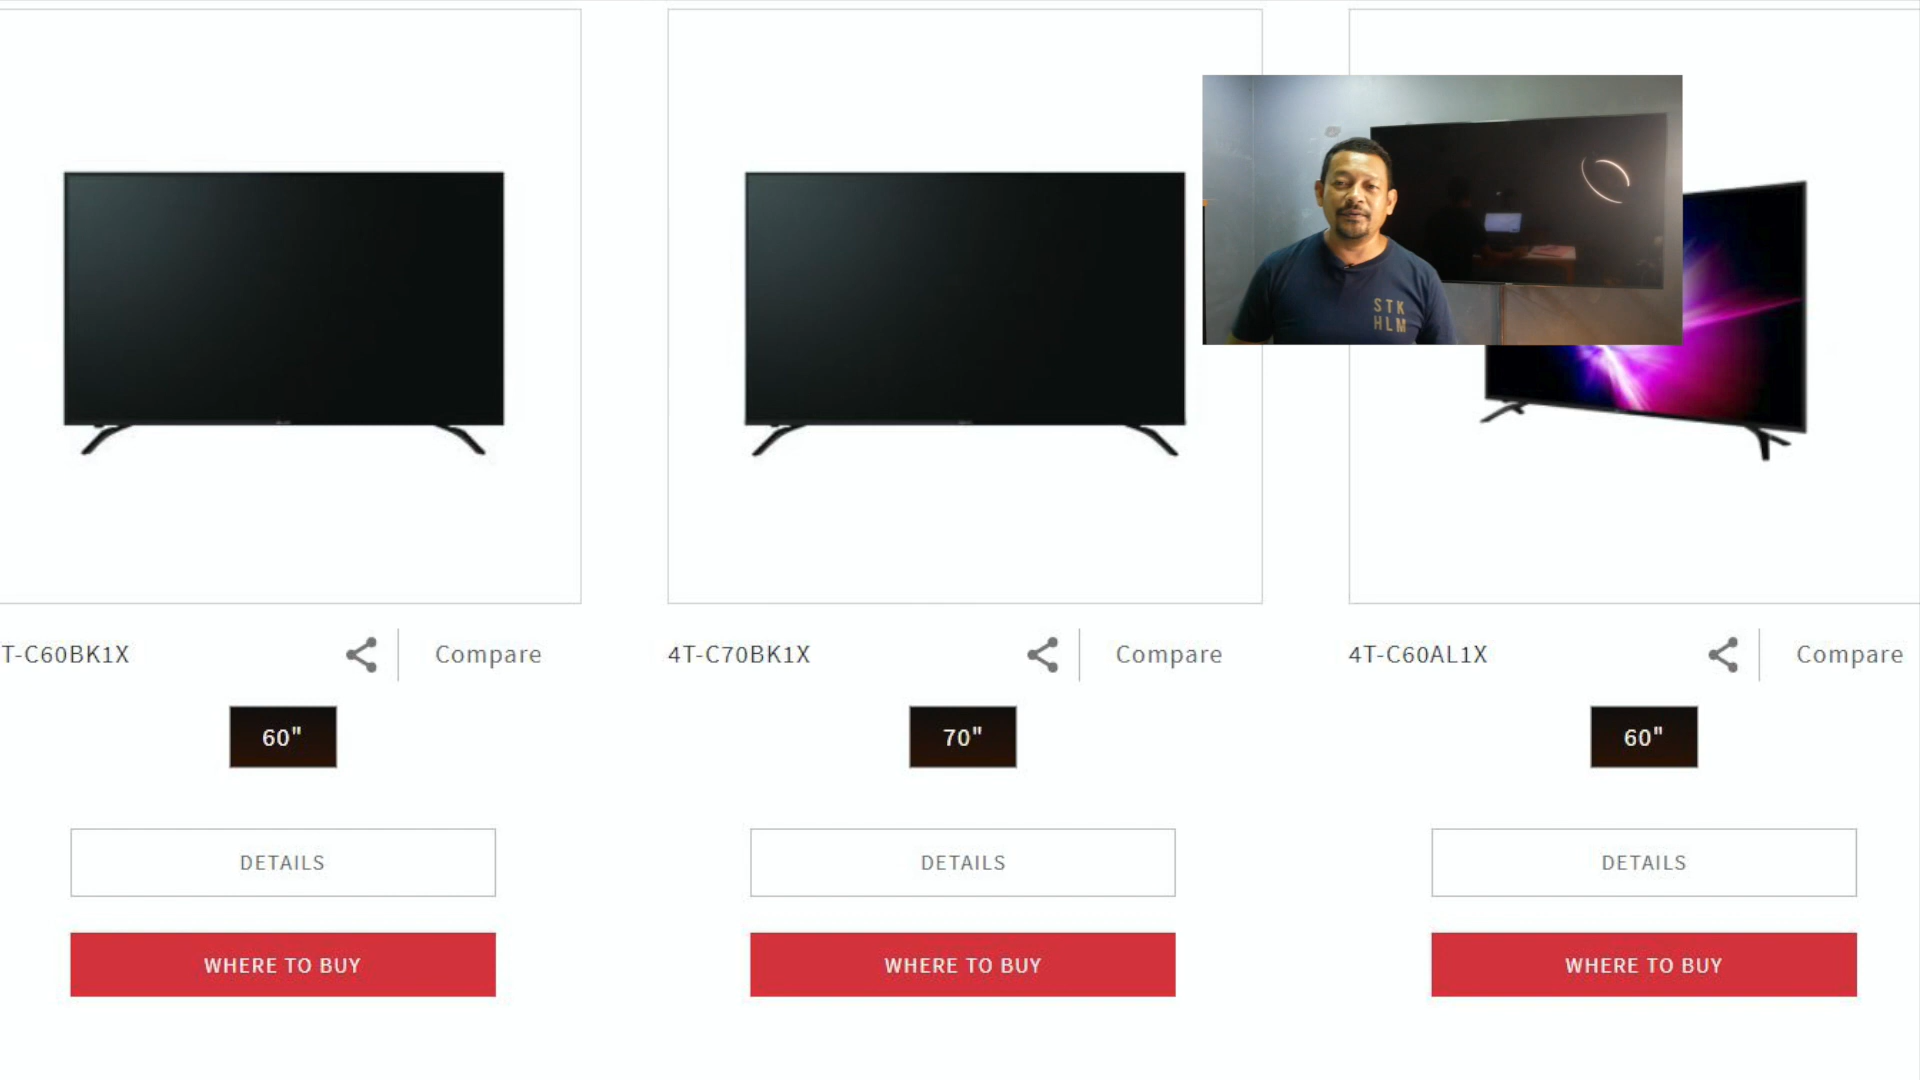 STK
HLM
T-C60BK1X
Compare
4T-C70BK1X
Compare
4T-C60AL1X
Compare
60"
70"
60"
DETAILS
DETAILS
DETAILS
WHERE TO BUY
WHERE TO BUY
WHERE TO BUY